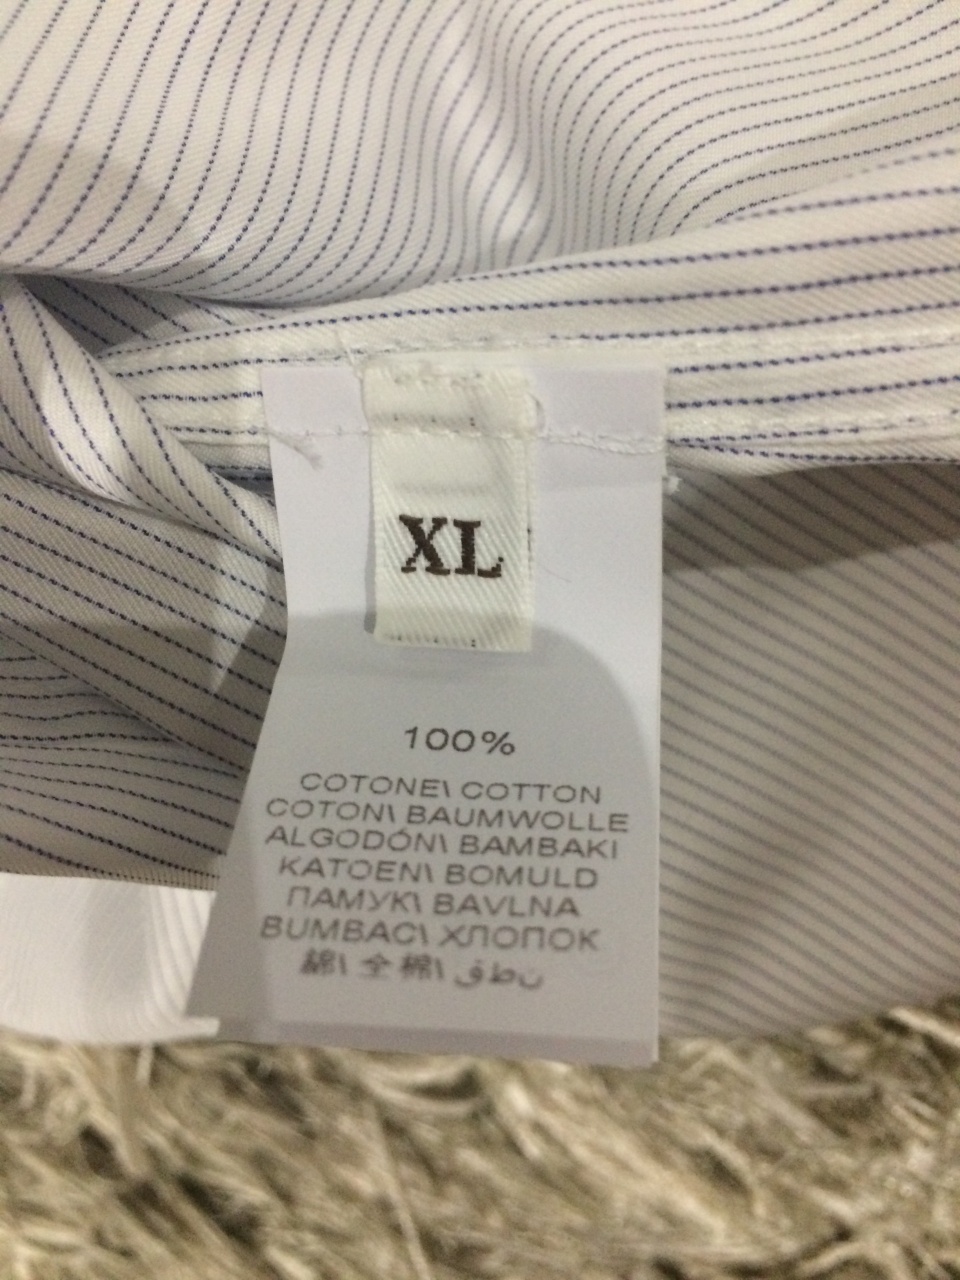 XL
100%
COTONE\ COTTON
COTON\ BAUMWOLLE
ALGODÓN\ BAMBAKI
KATOEN\ BOMULD
ПАМУК\ BAVLNA
BUMBAC\ ХЛОПОК
綿\ 全棉\ قطن